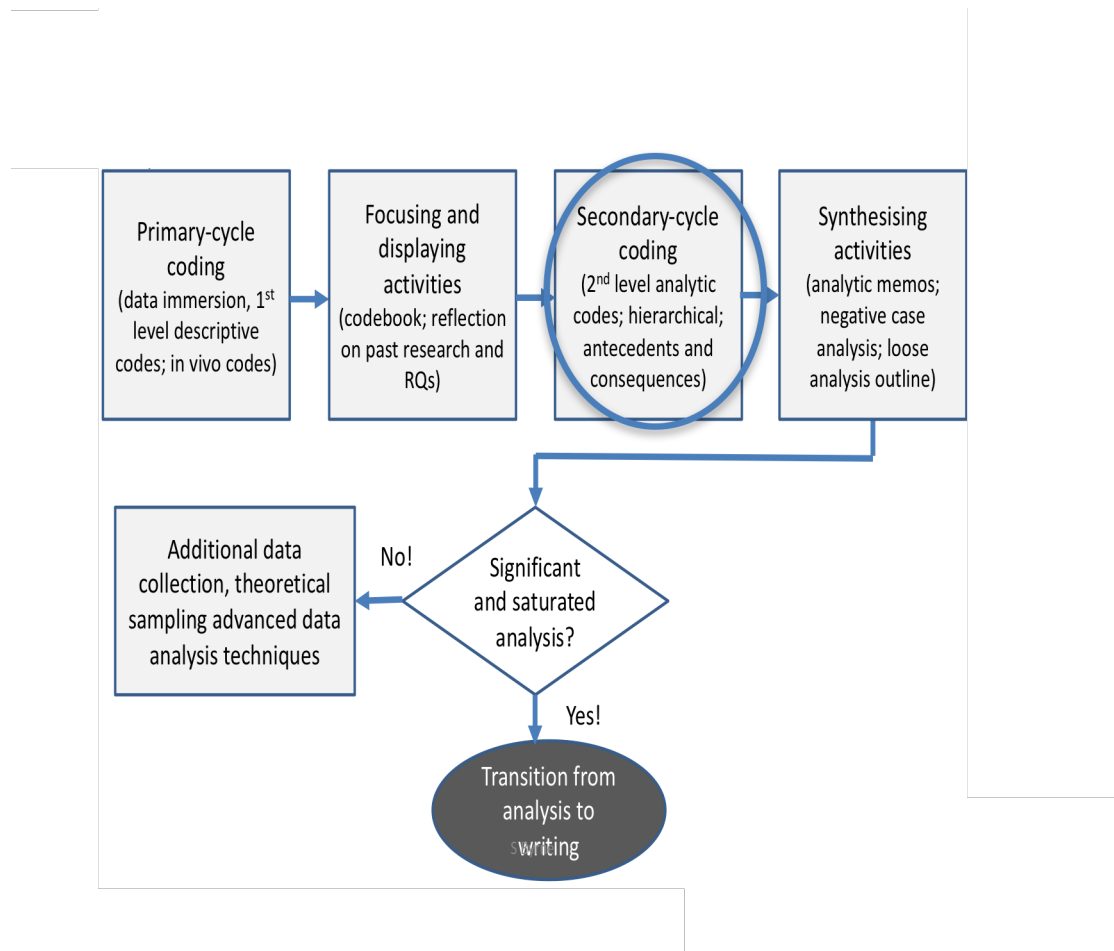 Primary-cycle
coding
(data immersion, 1st
level descriptive
codes; in vivo codes)
Focusing and
displaying
activities
(codebook; reflection
on past research and
RQs)
Secondary-cycle
coding
(2nd level analytic
codes; hierarchical;
antecedents and
consequences)
Synthesising
activities
(analytic memos;
negative case
analysis; loose
analysis outline)
Additional data
collection, theoretical
sampling advanced data
analysis techniques
No!
Significant
and saturated
analysis?
Yes!
Transition from
analysis to
writing